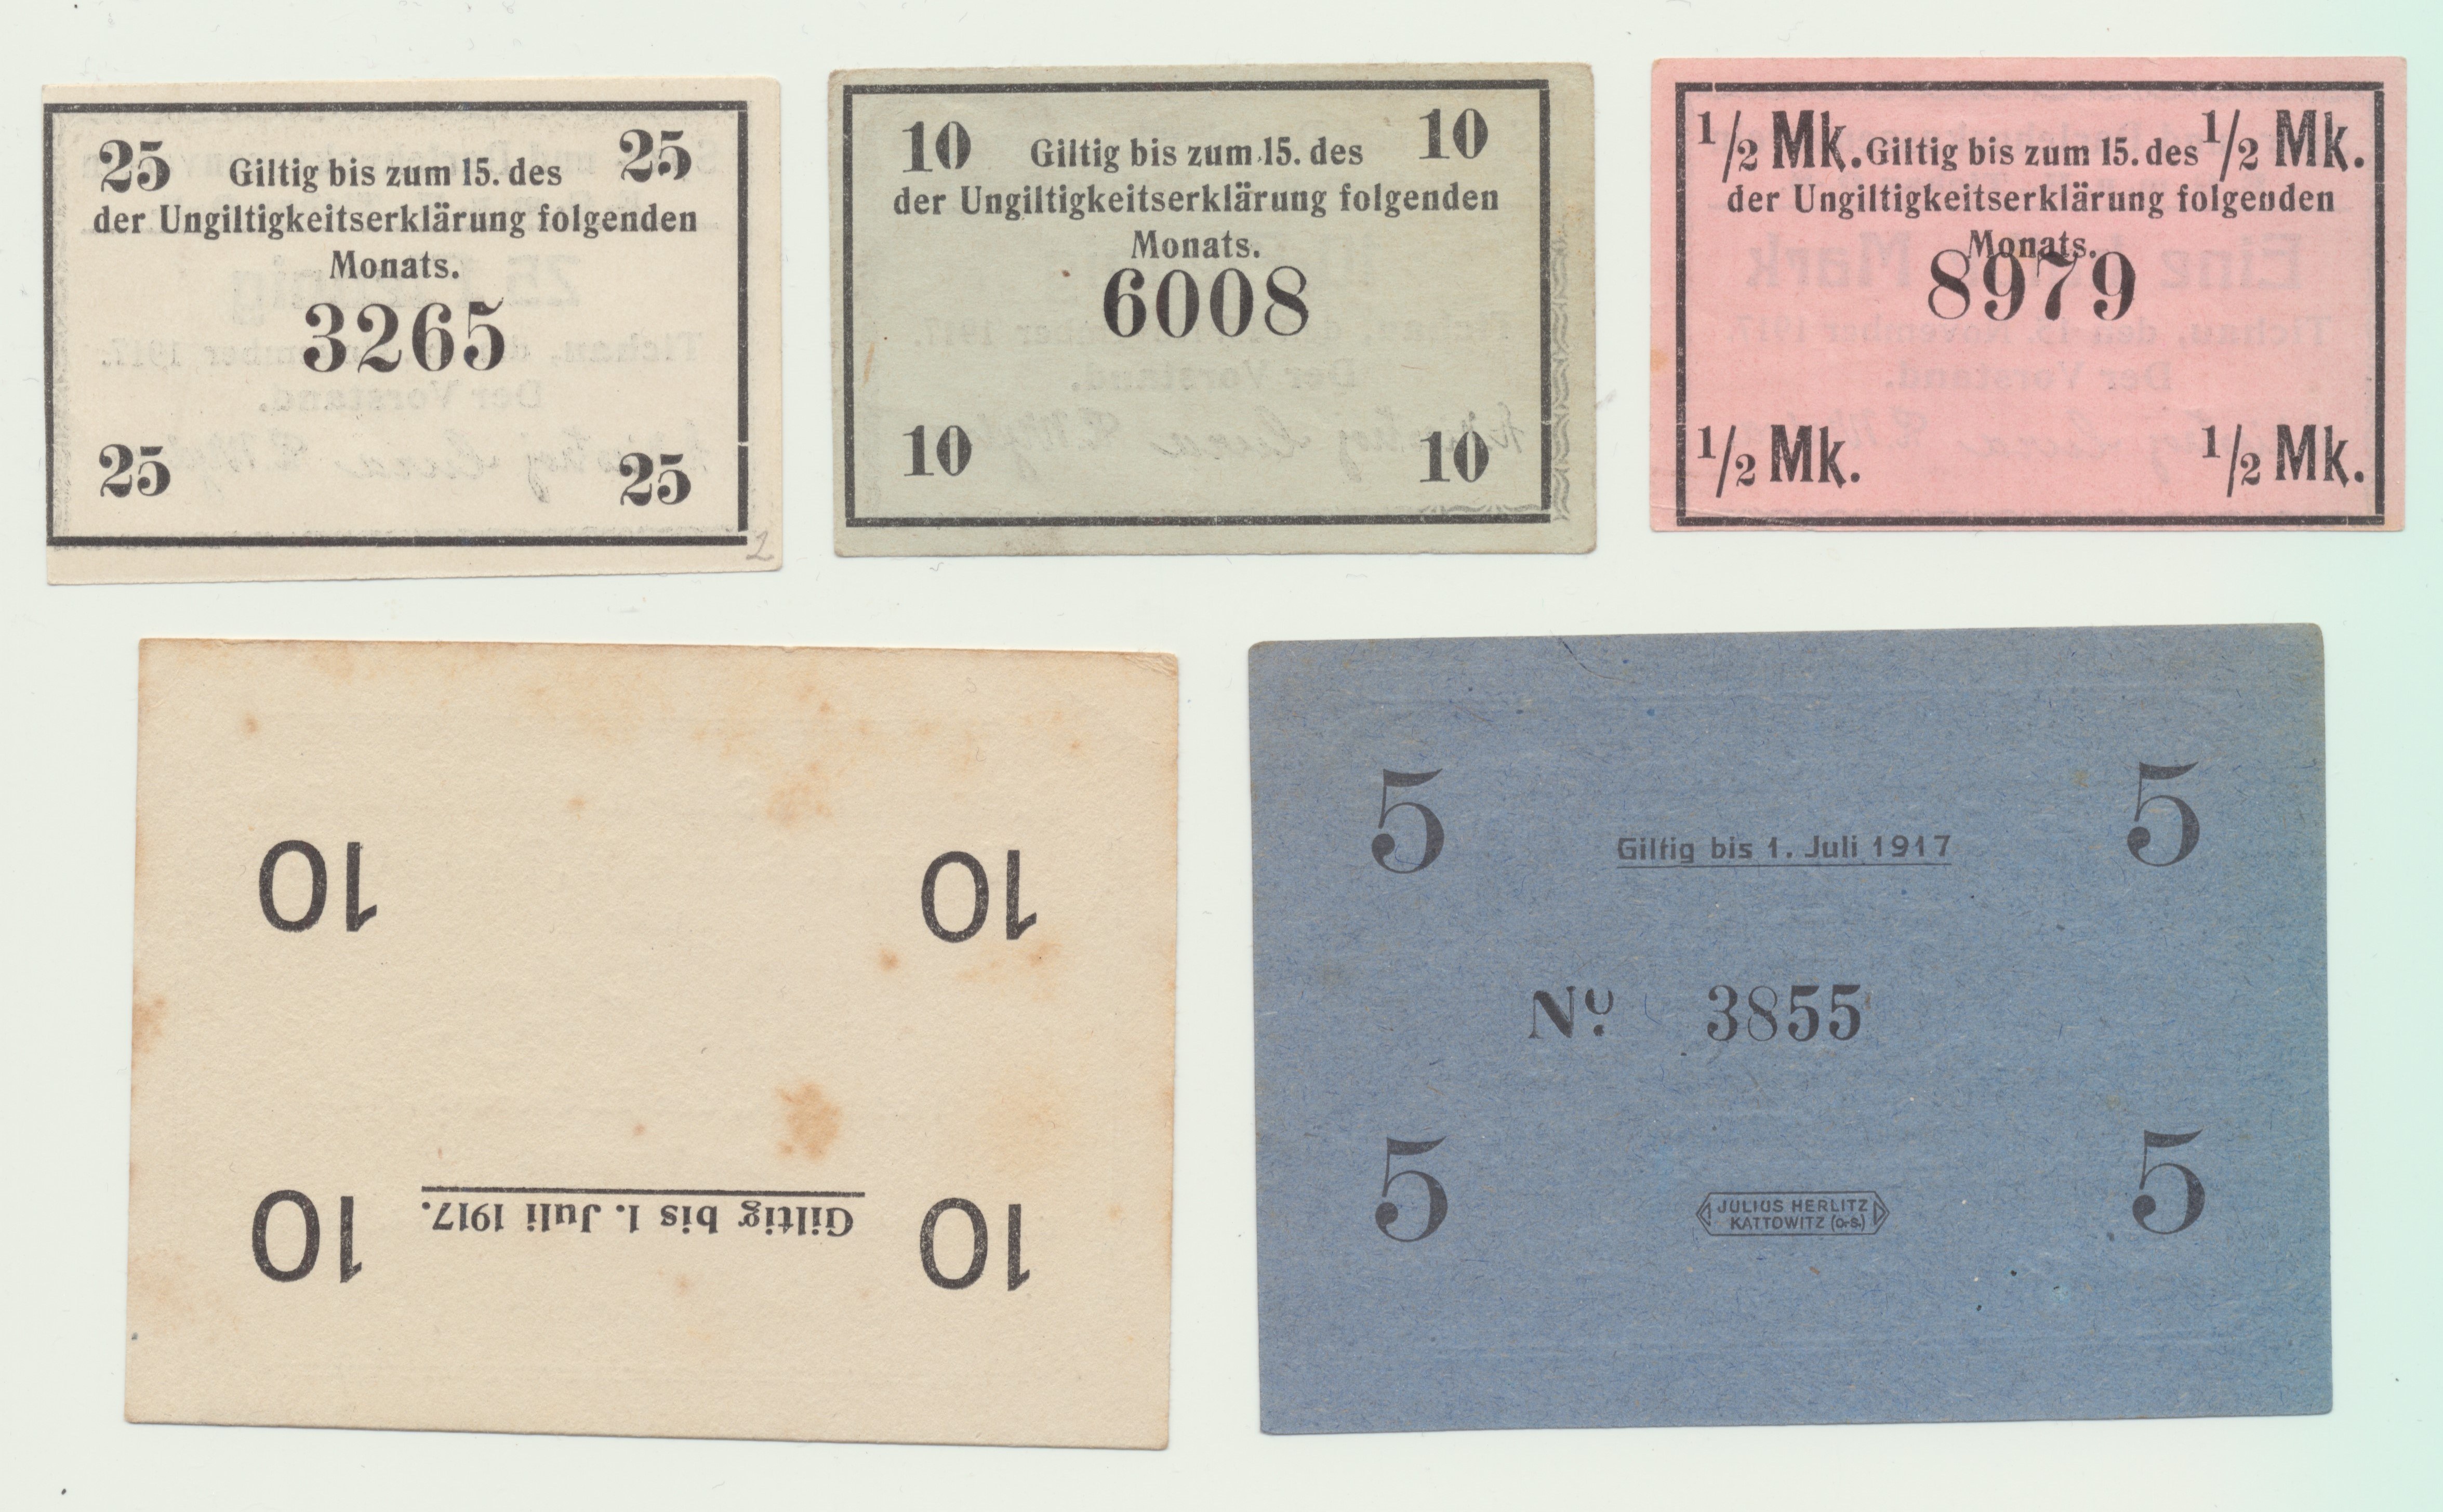 25 25
Giltig bis zum 15. des
der Ungiltigkeitserklärung folgenden
Monats.
3265
25 25
2
10 10
Giltig bis zum 15. des
der Ungiltigkeitserklärung folgenden
Monats.
6008
10 10
1/2 Mk. Giltig bis zum 15. des 1/2 Mk.
der Ungiltigkeitserklärung folgenden
Monats.
8979
1/2 Mk. 1/2 Mk.
10 10
Giltig bis 1. Juli 1917.
10 10
5 5
Giltig bis 1. Juli 1917
No. 3855
5 5
JULIUS HERLITZ
KATTOWITZ (O-S.)